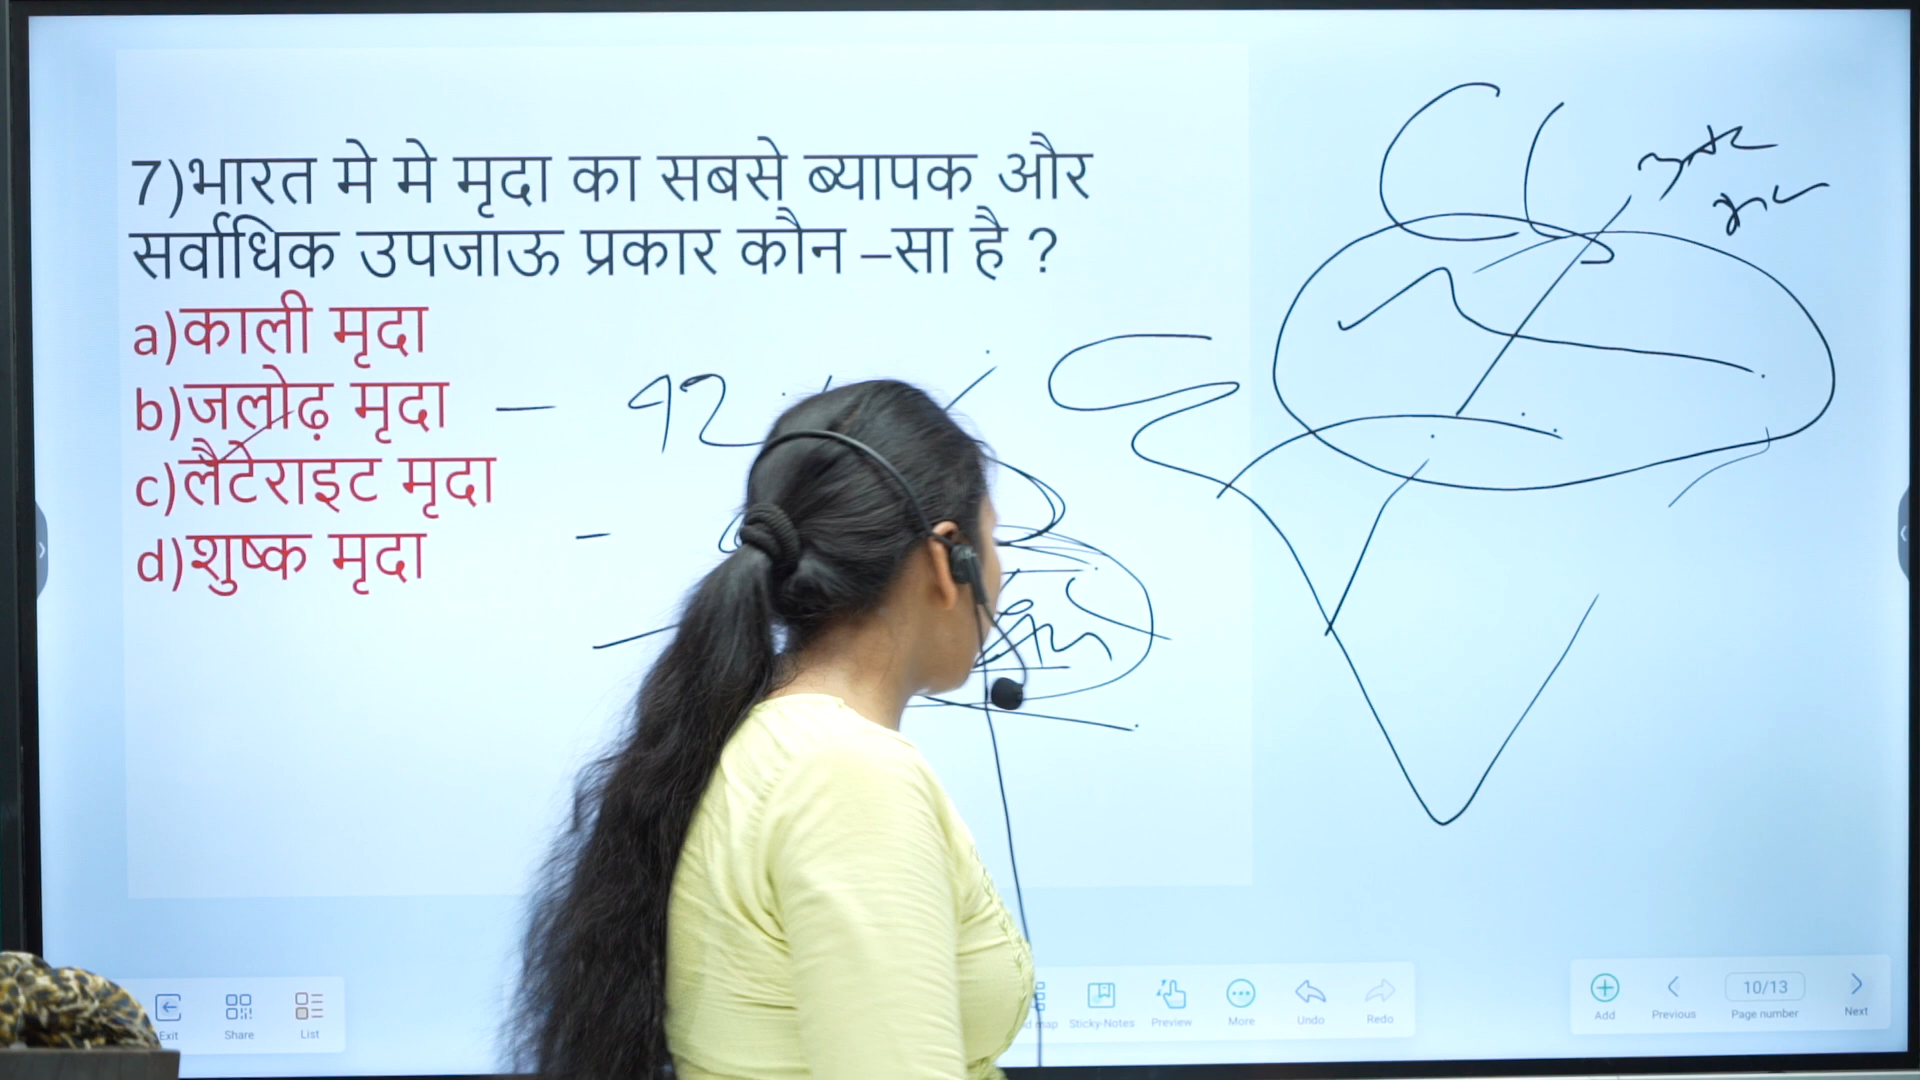 7)भारत मे मे मृदा का सबसे ब्यापक और
सर्वाधिक उपजाऊ प्रकार कौन –सा है ?
a)काली मृदा
b)जलोढ़ मृदा – 92
c)लैटेराइट मृदा
d)शुष्क मृदा
Exit
Share
List
Sticky-Notes
Preview
More
Undo
Redo
Add
Previous
10/13
Page number
Next